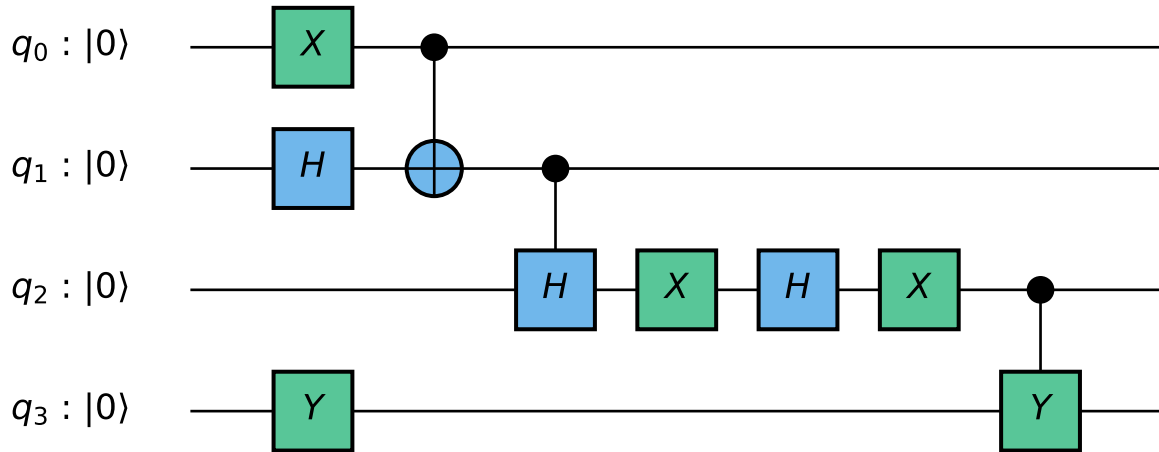 q₀ : |0⟩ X
q₁ : |0⟩ H
q₂ : |0⟩ H X H X
q₃ : |0⟩ Y Y